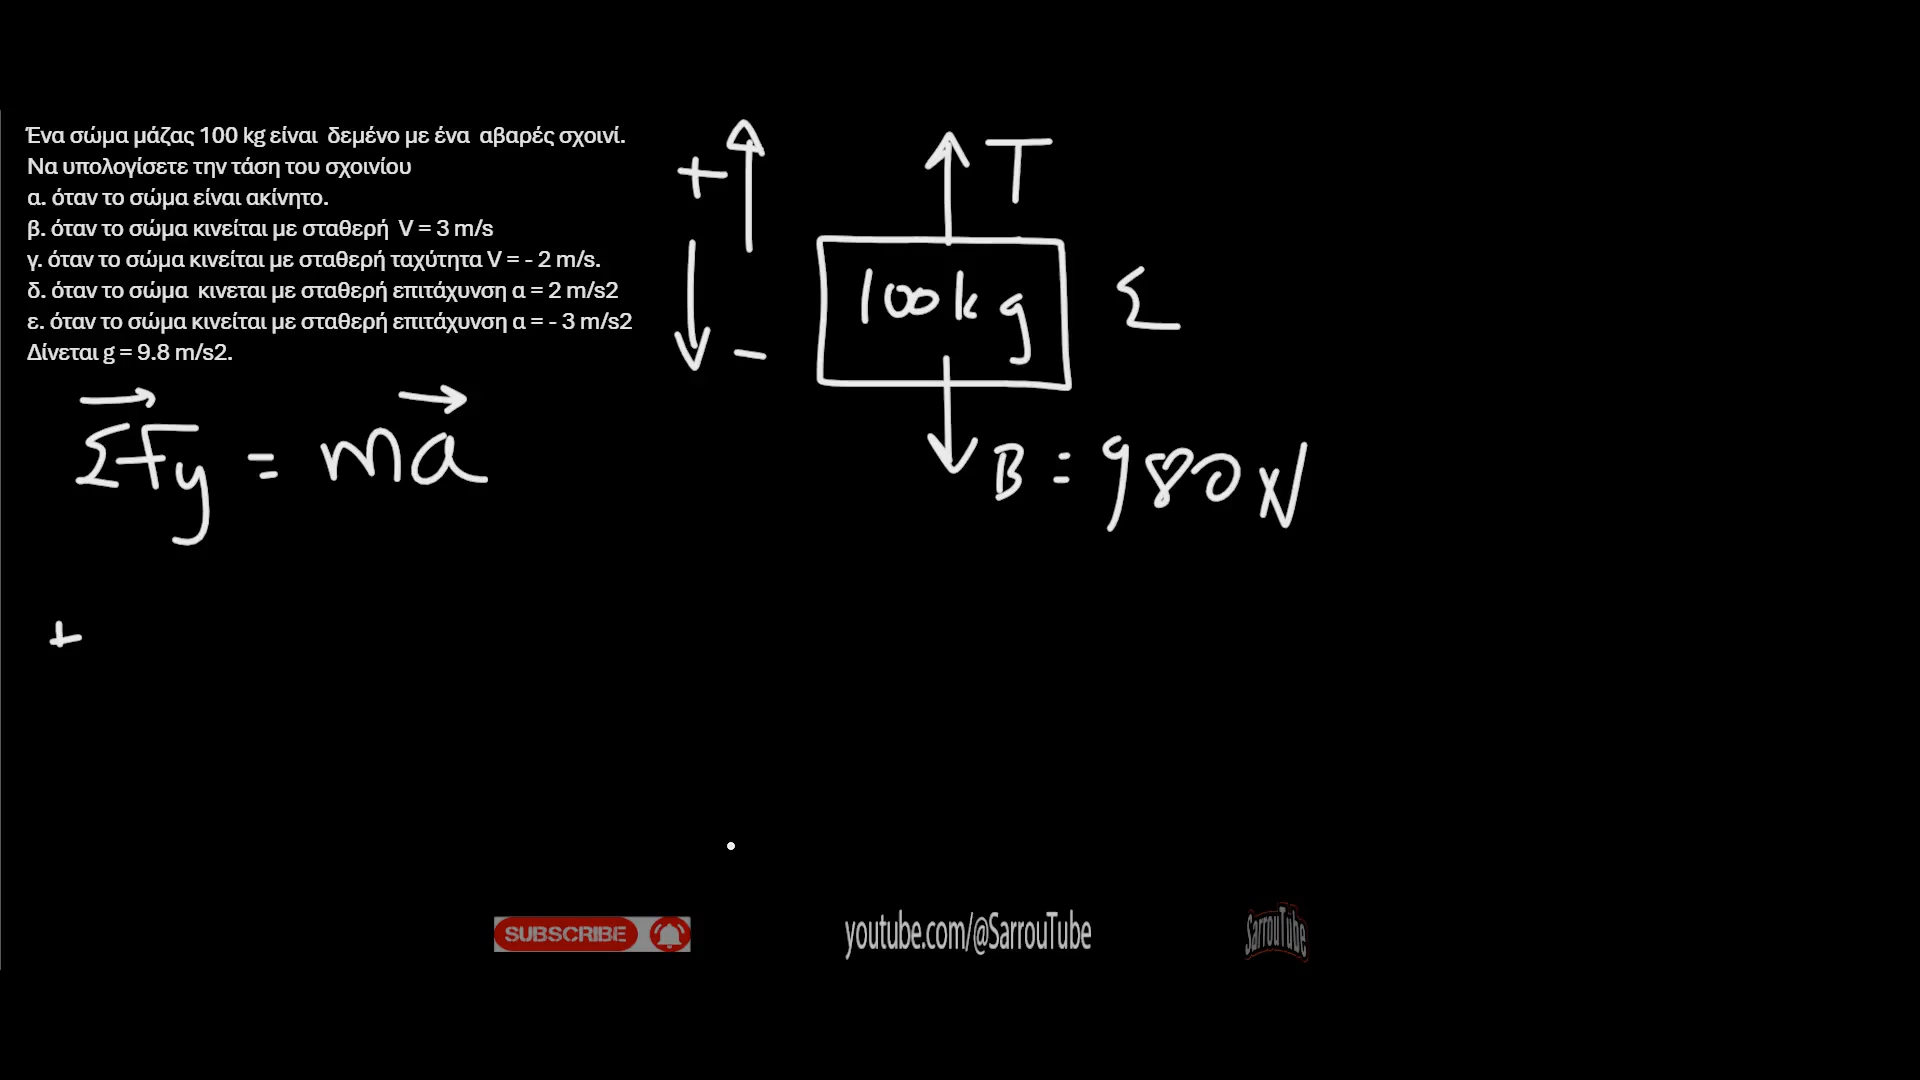 Ένα σώμα μάζας 100 kg είναι δεμένο με ένα αβαρές σχοινί.
Να υπολογίσετε την τάση του σχοινίου
α. όταν το σώμα είναι ακίνητο.
β. όταν το σώμα κινείται με σταθερή V = 3 m/s
γ. όταν το σώμα κινείται με σταθερή ταχύτητα V = - 2 m/s.
δ. όταν το σώμα κινεται με σταθερή επιτάχυνση α = 2 m/s2
ε. όταν το σώμα κινείται με σταθερή επιτάχυνση α = - 3 m/s2
Δίνεται g = 9.8 m/s2.
+
T
100kg
Σ
-
ΣFy = ma
B = 980 N
+
SUBSCRIBE
youtube.com/@SarrouTube
SarrouTube